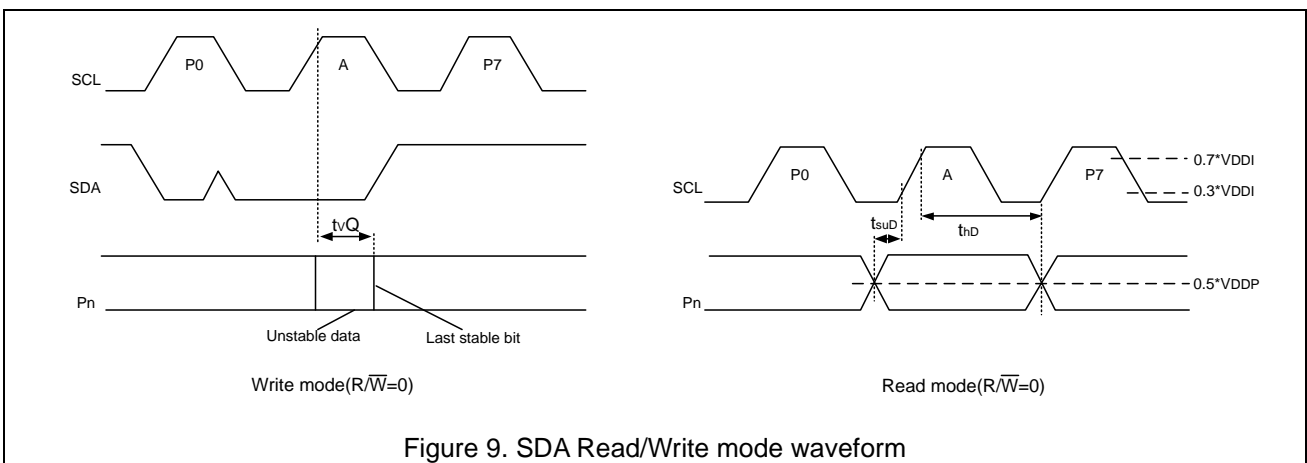 SCL
P0
A
P7
SDA
tvQ
Pn
Unstable data
Last stable bit
Write mode(R/W̅=0)
SCL
P0
A
P7
0.7*VDDI
0.3*VDDI
tsuD
thD
Pn
0.5*VDDP
Read mode(R/W̅=0)
Figure 9. SDA Read/Write mode waveform